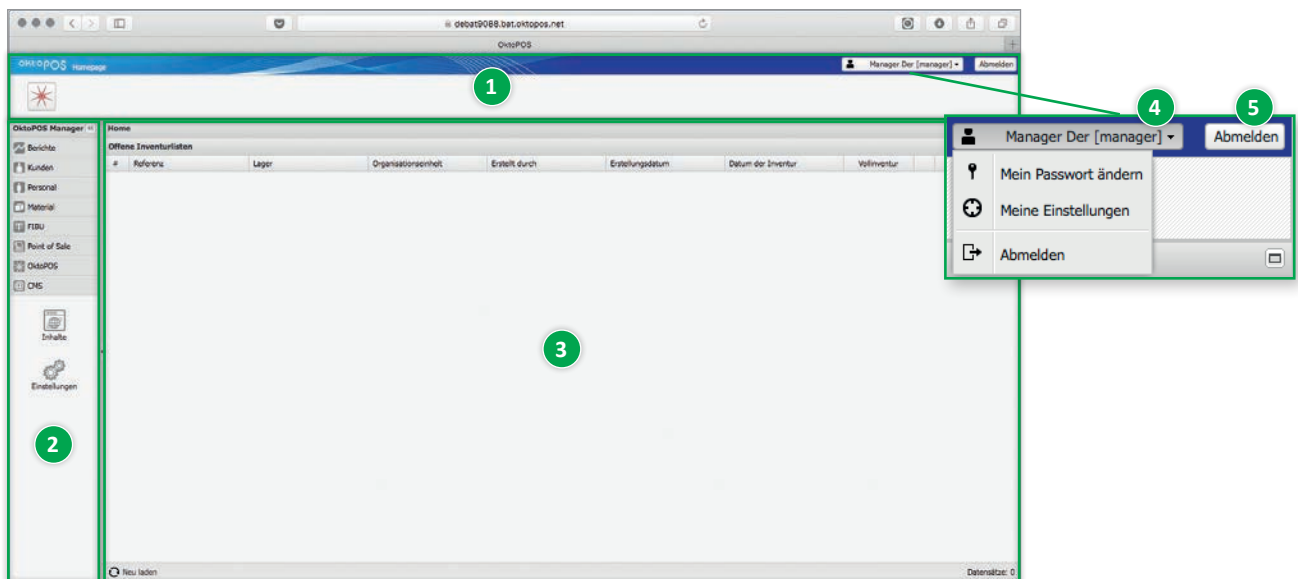 debat9088.bat.oktopos.net
OktoPOS
OKTOPOS Homepage
Manager Der [manager]
Abmelden
1
4
5
OktoPOS Manager
Home
Manager Der [manager]
Abmelden
Berichte
Offene Inventurlisten
Kunden
# Referenz Lager Organisationseinheit Erstellt durch Erstellungsdatum Datum der Inventur Vollinventur
Mein Passwort ändern
Personal
Material
Meine Einstellungen
FIBU
Point of Sale
Abmelden
OktoPOS
CMS
Inhalte
3
Einstellungen
2
Neu laden
Datensätze: 0